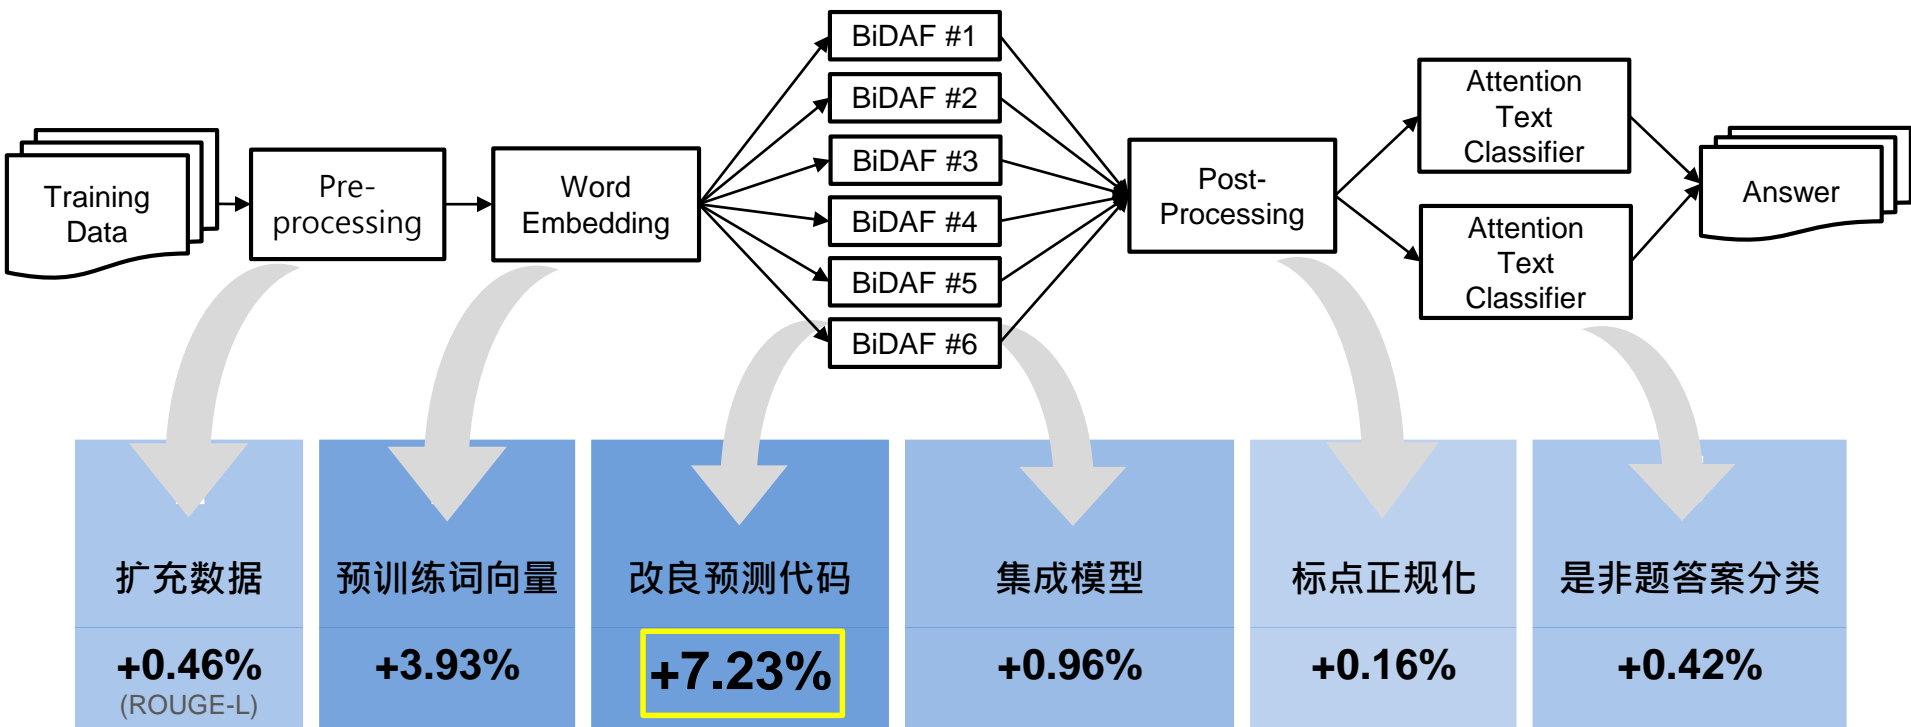 BiDAF #1
BiDAF #2
BiDAF #3
BiDAF #4
BiDAF #5
BiDAF #6
Training
Data
Pre-
processing
Word
Embedding
Post-
Processing
Attention
Text
Classifier
Attention
Text
Classifier
Answer
扩充数据
+0.46%
(ROUGE-L)
预训练词向量
+3.93%
改良预测代码
+7.23%
集成模型
+0.96%
标点正规化
+0.16%
是非题答案分类
+0.42%